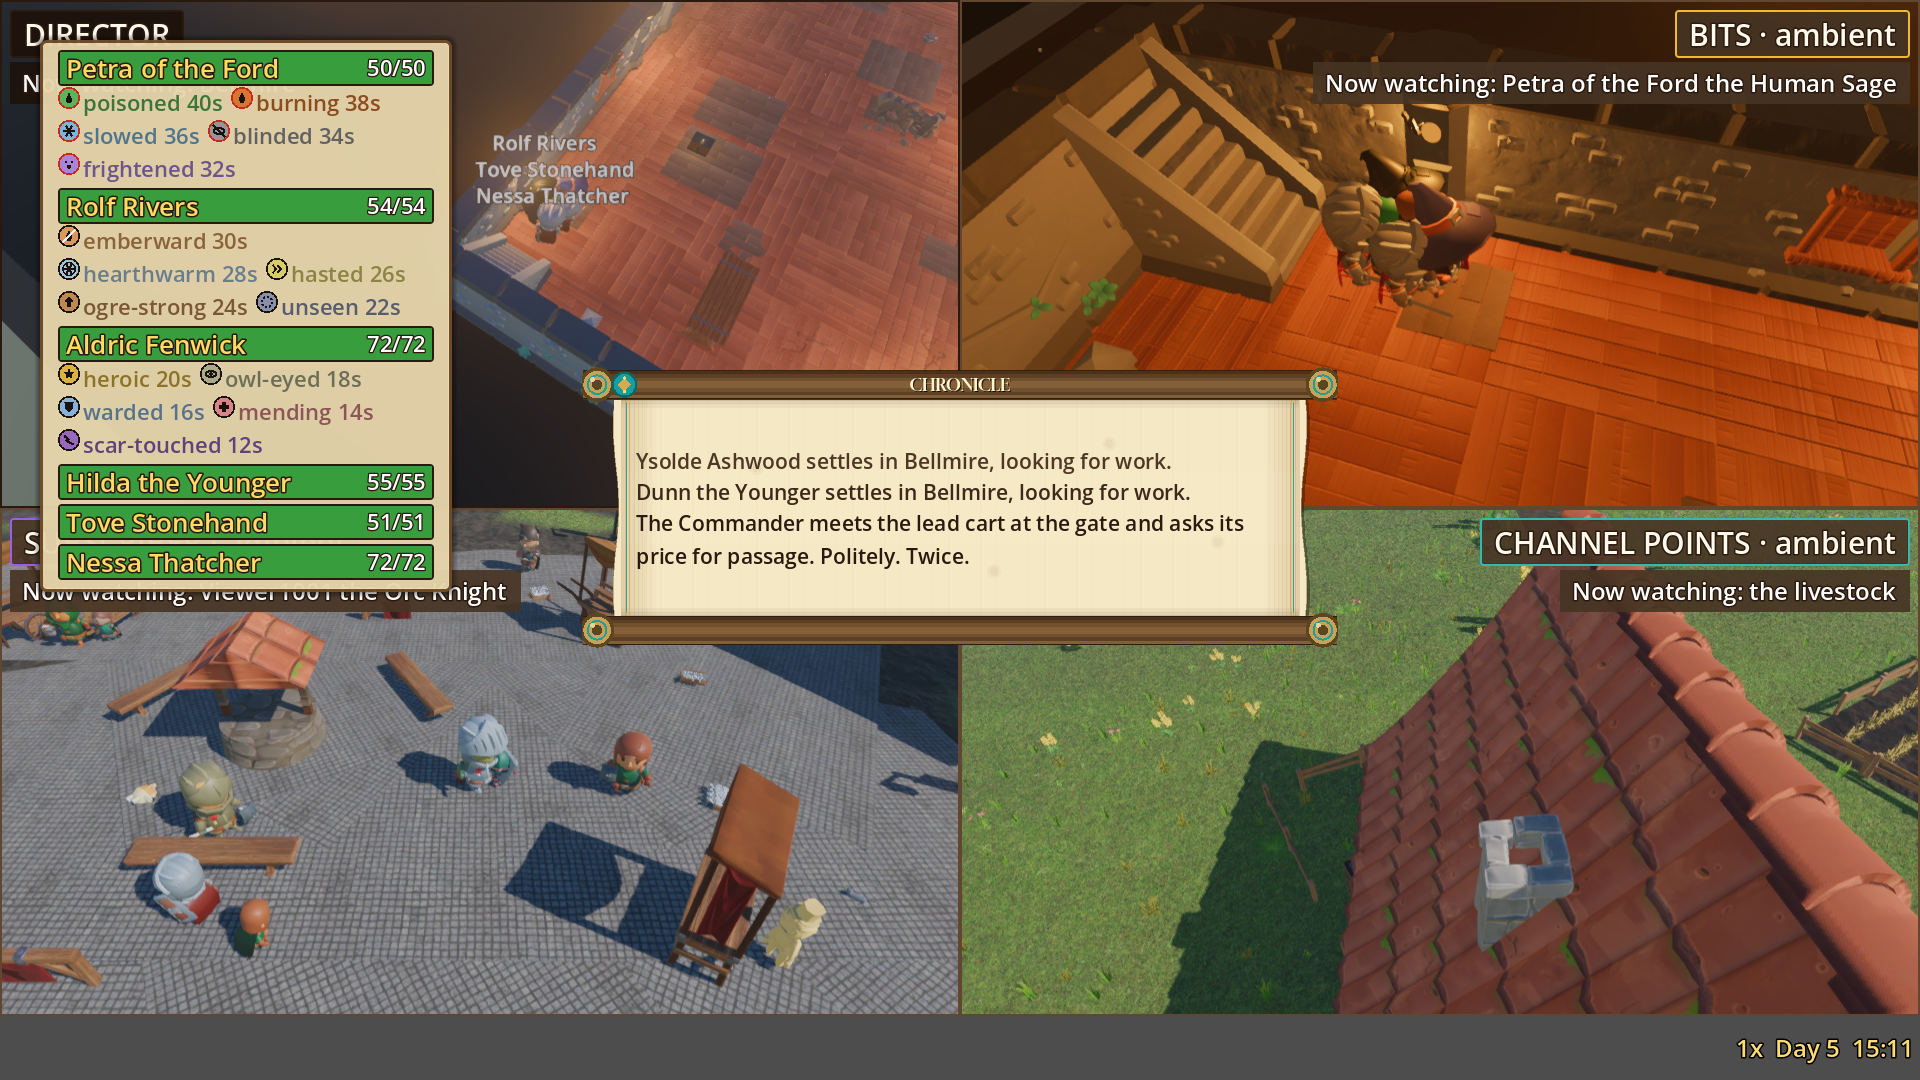 DIRECTOR
Petra of the Ford 50/50
poisoned 40s burning 38s
slowed 36s blinded 34s
frightened 32s
Rolf Rivers 54/54
emberward 30s
hearthwarm 28s hasted 26s
ogre-strong 24s unseen 22s
Aldric Fenwick 72/72
heroic 20s owl-eyed 18s
warded 16s mending 14s
scar-touched 12s
Hilda the Younger 55/55
Tove Stonehand 51/51
Nessa Thatcher 72/72
Rolf Rivers
Tove Stonehand
Nessa Thatcher
BITS · ambient
Now watching: Petra of the Ford the Human Sage
CHRONICLE
Ysolde Ashwood settles in Bellmire, looking for work.
Dunn the Younger settles in Bellmire, looking for work.
The Commander meets the lead cart at the gate and asks its
price for passage. Politely. Twice.
Now watching: Viewer1001 the Orc Knight
CHANNEL POINTS · ambient
Now watching: the livestock
1x Day 5 15:11